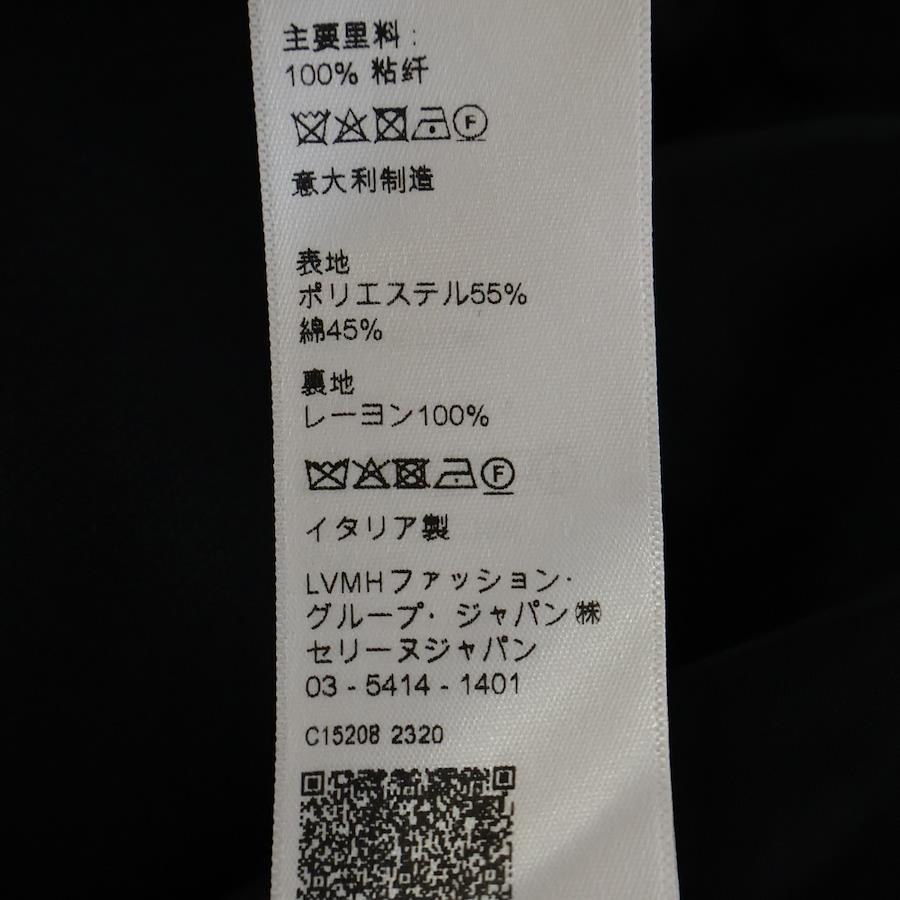 主要里料：
100% 粘纤
F
意大利制造
表地
ポリエステル55%
綿45%
裏地
レーヨン100%
F
イタリア製
LVMHファッション・
グループ・ジャパン㈱
セリーヌジャパン
03 - 5414 - 1401
C15208 2320